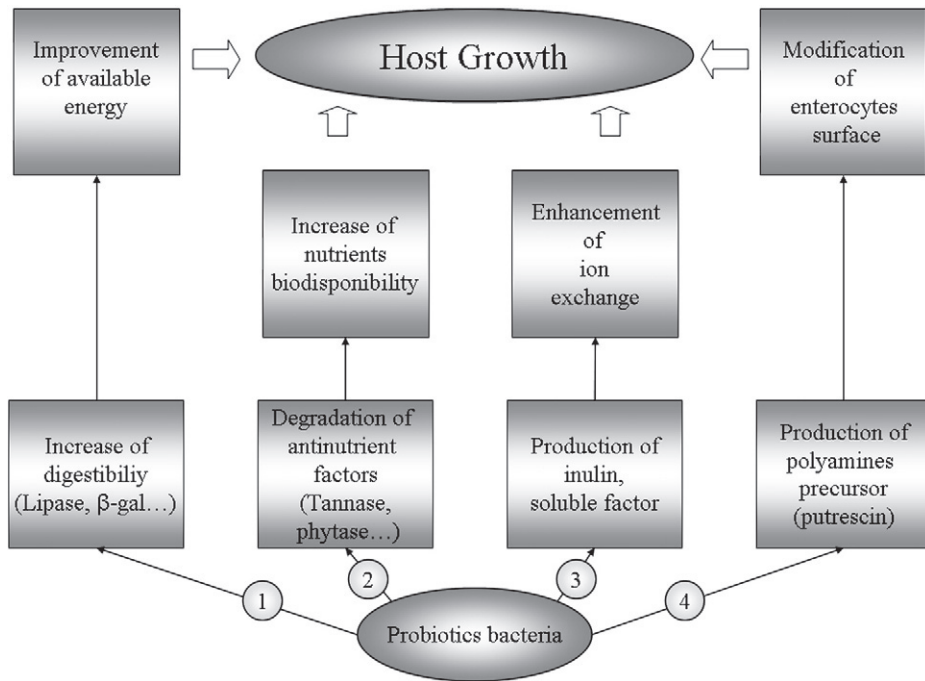 Improvement
of available
energy
Host Growth
Modification
of
enterocytes
surface
Increase of
nutrients
biodisponibility
Enhancement
of
ion
exchange
Increase of
digestibiliy
(Lipase, β-gal…)
Degradation of
antinutrient
factors
(Tannase,
phytase…)
Production of
inulin,
soluble factor
Production of
polyamines
precursor
(putrescin)
1
2
3
4
Probiotics bacteria